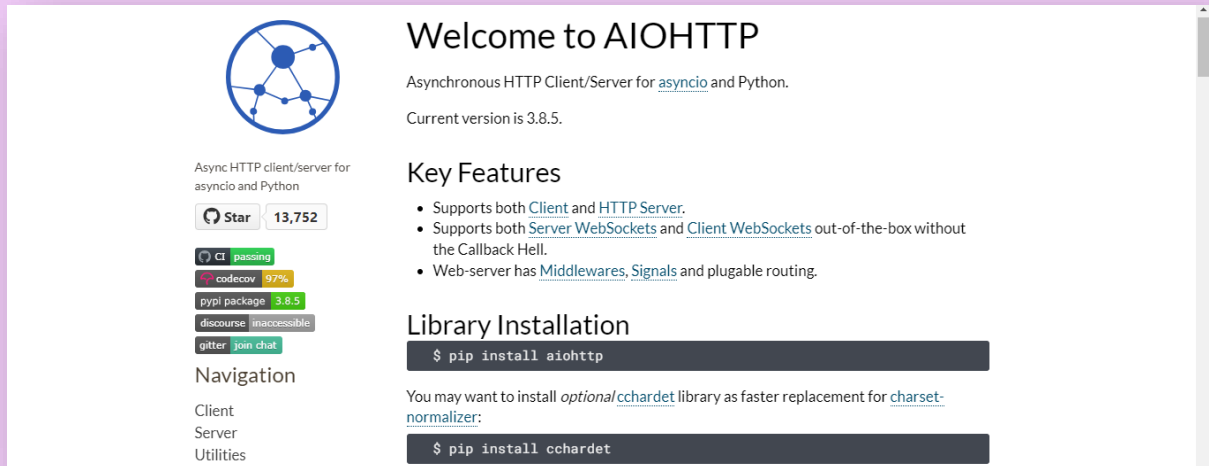 Async HTTP client/server for
asyncio and Python
Star 13,752
CI passing
codecov 97%
pypi package 3.8.5
discourse inaccessible
gitter join chat
Navigation
Client
Server
Utilities
Welcome to AIOHTTP
Asynchronous HTTP Client/Server for asyncio and Python.
Current version is 3.8.5.
Key Features
• Supports both Client and HTTP Server.
• Supports both Server WebSockets and Client WebSockets out-of-the-box without
the Callback Hell.
• Web-server has Middlewares, Signals and plugable routing.
Library Installation
$ pip install aiohttp
You may want to install optional cchardet library as faster replacement for charset-
normalizer:
$ pip install cchardet